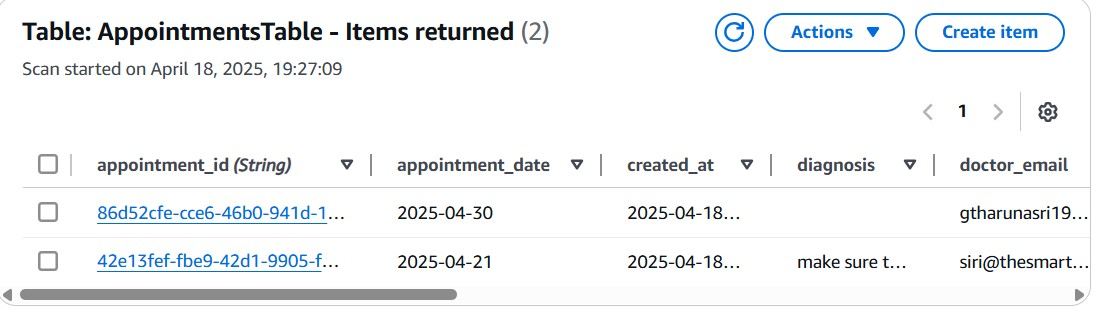 Table: AppointmentsTable - Items returned (2)
Actions
Create item
Scan started on April 18, 2025, 19:27:09
1
appointment_id (String) appointment_date created_at diagnosis doctor_email
86d52cfe-cce6-46b0-941d-1... 2025-04-30 2025-04-18... gtharunasri19...
42e13fef-fbe9-42d1-9905-f... 2025-04-21 2025-04-18... make sure t... siri@thesmart...